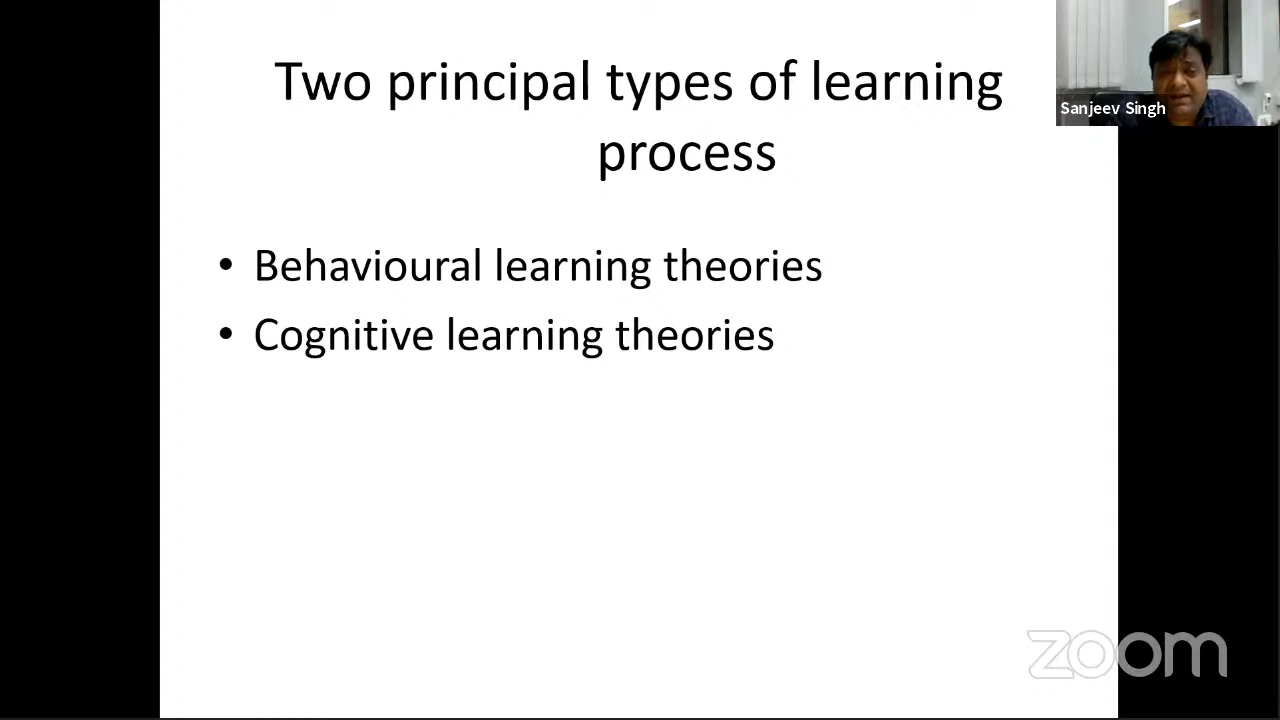 Two principal types of learning
process
Sanjeev Singh
• Behavioural learning theories
• Cognitive learning theories
zoom